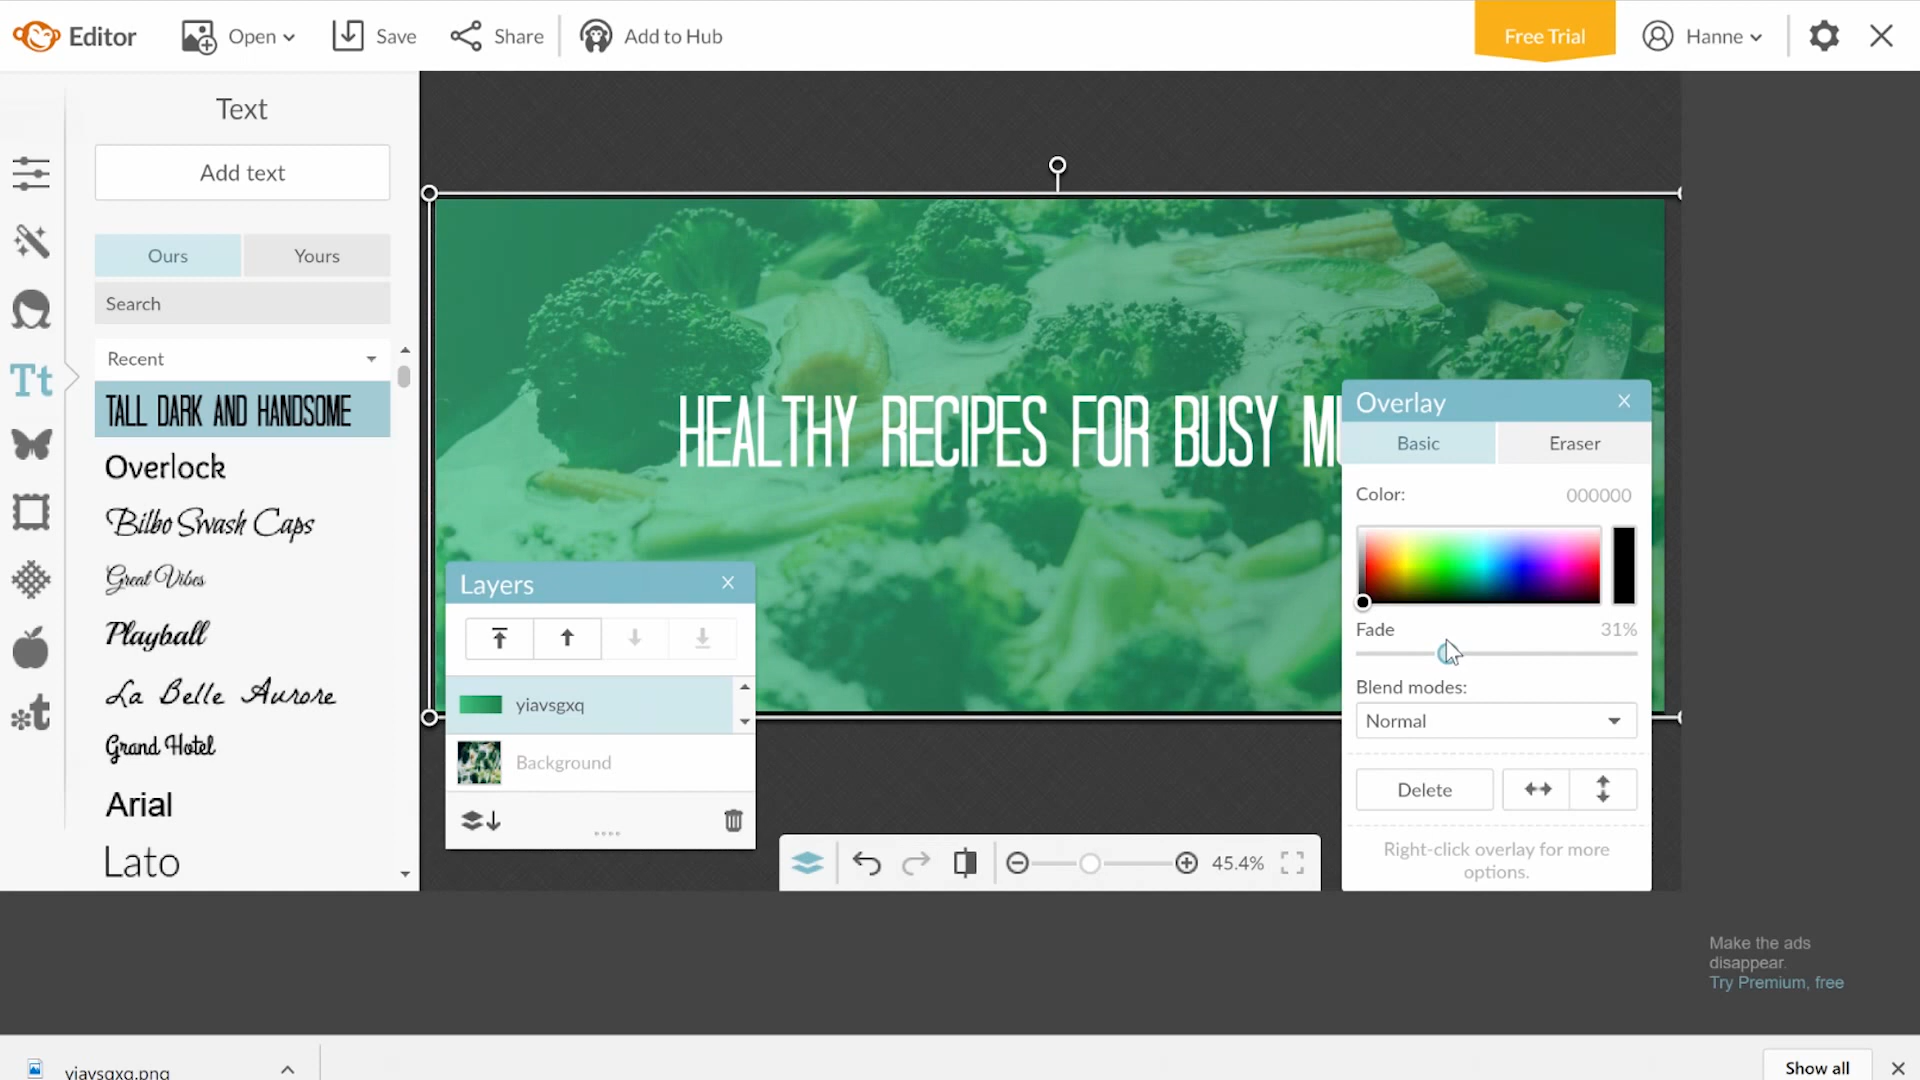 Editor
Open
Save
Share
Add to Hub
Free Trial
Hanne
Text
Add text
Ours
Yours
Search
Recent
TALL DARK AND HANDSOME
Overlock
Bilbo Swash Caps
Great Vibes
Playball
La Belle Aurore
Grand Hotel
Arial
Lato
Tt
t
HEALTHY RECIPES FOR BUSY M
Layers
yiavsgxq
Background
45.4%
Overlay
Basic
Eraser
Color:
000000
Fade
31%
Blend modes:
Normal
Delete
Right-click overlay for more
options.
Make the ads
disappear.
Try Premium, free
yiavsgxq.png
Show all